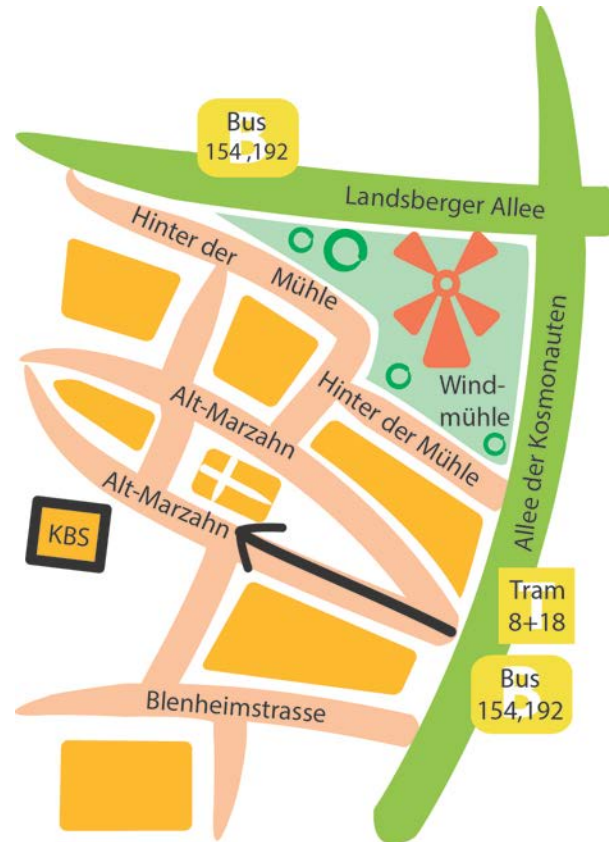 Bus
154 ,192
Landsberger Allee
Hinter der
Mühle
Wind-
mühle
Hinter der Mühle
Allee der Kosmonauten
Alt-Marzahn
Alt-Marzahn
KBS
Tram
8+18
Bus
154,192
Blenheimstrasse
B
T
B